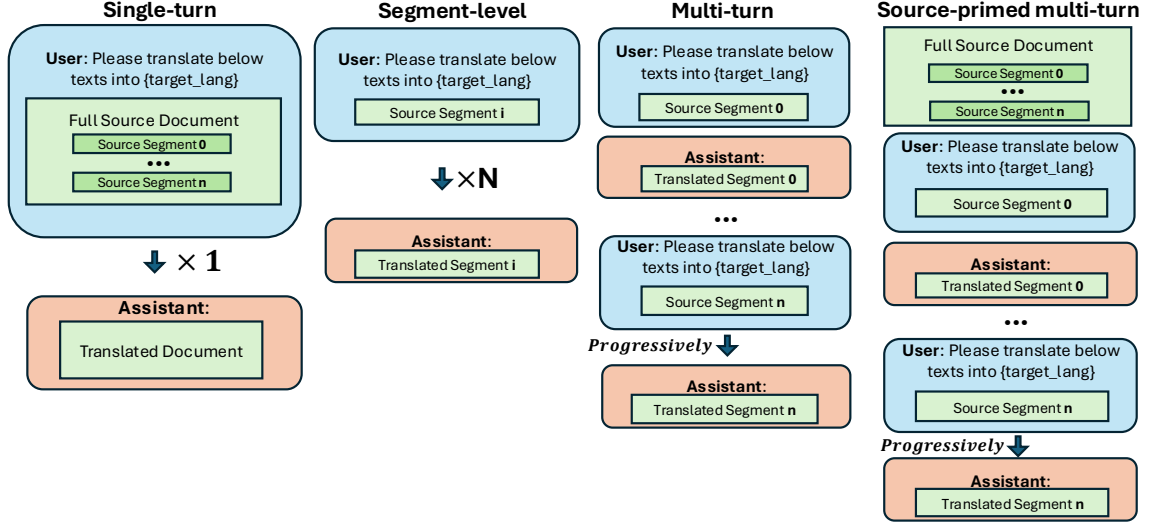 Single-turn
User: Please translate below
texts into {target_lang}
Full Source Document
Source Segment 0
•••
Source Segment n
× 1
Assistant:
Translated Document
Segment-level
User: Please translate below
texts into {target_lang}
Source Segment i
×N
Assistant:
Translated Segment i
Multi-turn
User: Please translate below
texts into {target_lang}
Source Segment 0
Assistant:
Translated Segment 0
•••
User: Please translate below
texts into {target_lang}
Source Segment n
Progressively
Assistant:
Translated Segment n
Source-primed multi-turn
Full Source Document
Source Segment 0
•••
Source Segment n
User: Please translate below
texts into {target_lang}
Source Segment 0
Assistant:
Translated Segment 0
•••
User: Please translate below
texts into {target_lang}
Source Segment n
Progressively
Assistant:
Translated Segment n